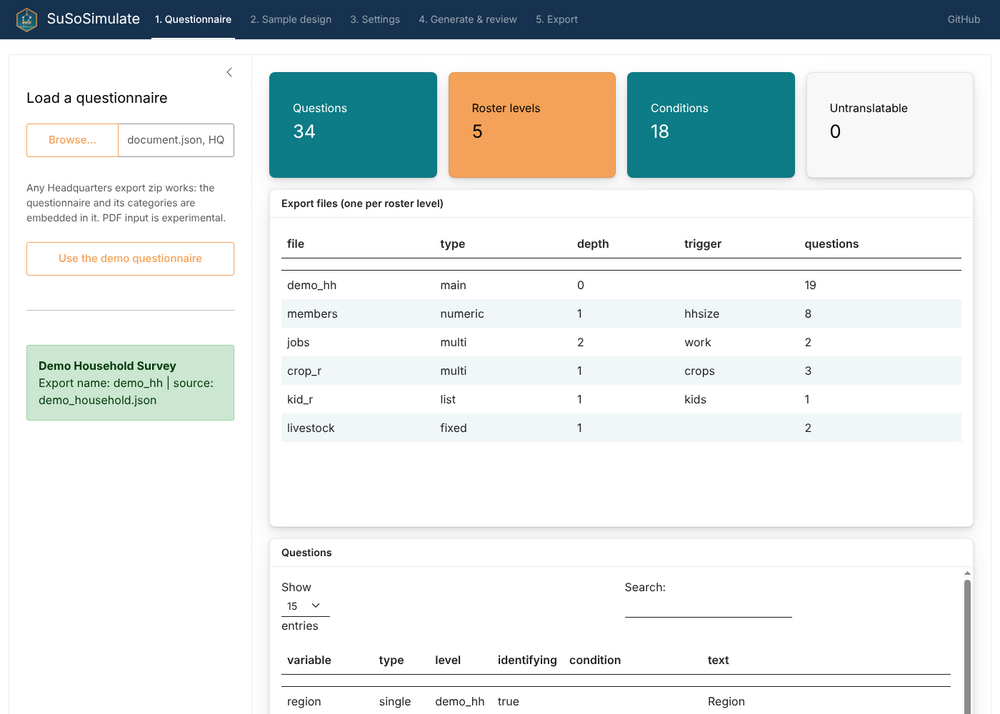 SuSoSimulate 1. Questionnaire 2. Sample design 3. Settings 4. Generate & review 5. Export GitHub
Load a questionnaire
Browse... document.json, HQ
Any Headquarters export zip works: the
questionnaire and its categories are
embedded in it. PDF input is experimental.
Use the demo questionnaire
Demo Household Survey
Export name: demo_hh | source:
demo_household.json
Questions
34
Roster levels
5
Conditions
18
Untranslatable
0
Export files (one per roster level)
file type depth trigger questions
demo_hh main 0 19
members numeric 1 hhsize 8
jobs multi 2 work 2
crop_r multi 1 crops 3
kid_r list 1 kids 1
livestock fixed 1 2
Questions
Show
15
entries
Search:
variable type level identifying condition text
region single demo_hh true Region